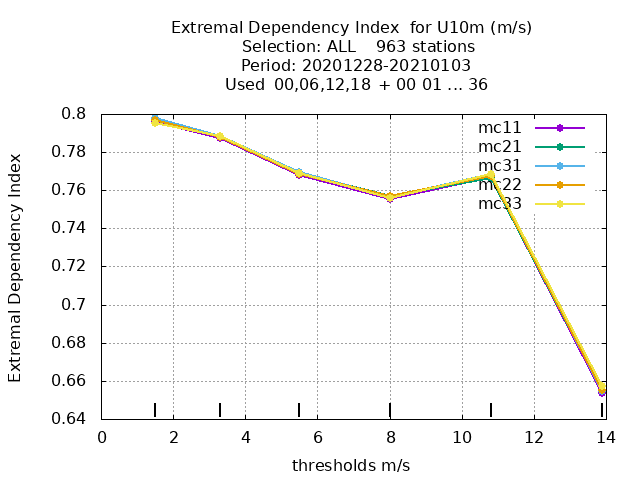 Extremal Dependency Index  for U10m (m/s)
Selection: ALL    963 stations
Period: 20201228-20210103
Used  00,06,12,18  + 00 01 ... 36
Extremal Dependency Index
0.8
0.78
0.76
0.74
0.72
0.7
0.68
0.66
0.64
mc11
mc21
mc31
mc22
mc33
0 2 4 6 8 10 12 14
thresholds m/s